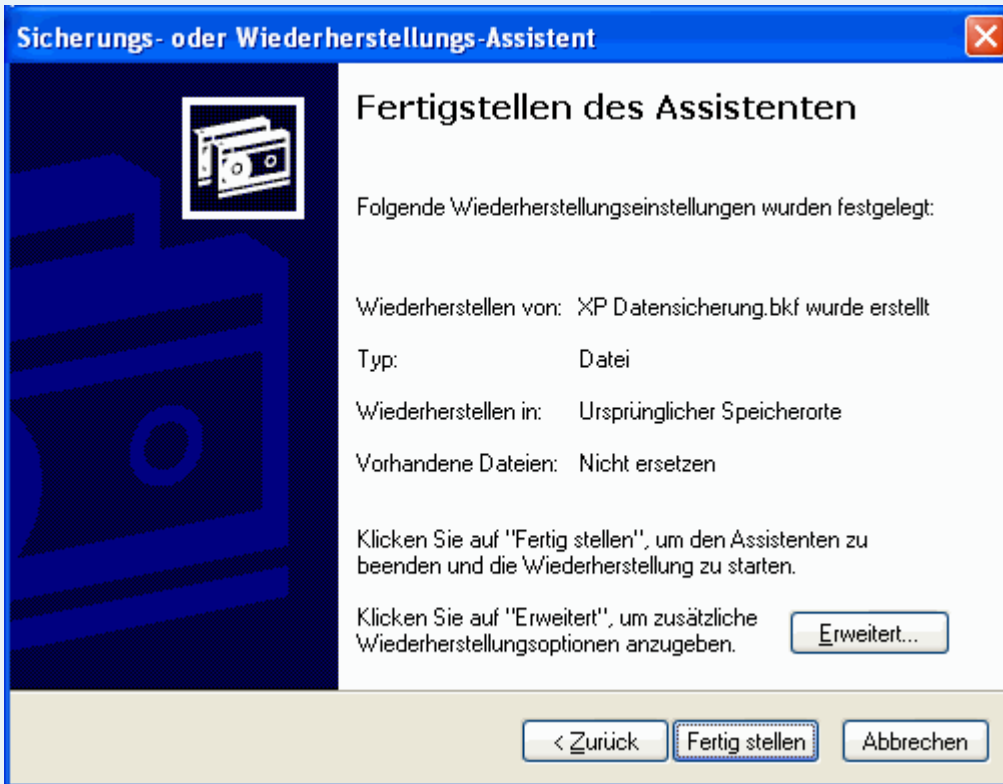 Sicherungs- oder Wiederherstellungs-Assistent
Fertigstellen des Assistenten
Folgende Wiederherstellungseinstellungen wurden festgelegt:
Wiederherstellen von: XP Datensicherung.bkf wurde erstellt
Typ: Datei
Wiederherstellen in: Ursprünglicher Speicherorte
Vorhandene Dateien: Nicht ersetzen
Klicken Sie auf "Fertig stellen", um den Assistenten zu
beenden und die Wiederherstellung zu starten.
Klicken Sie auf "Erweitert", um zusätzliche
Wiederherstellungsoptionen anzugeben.
Erweitert...
< Zurück Fertig stellen Abbrechen